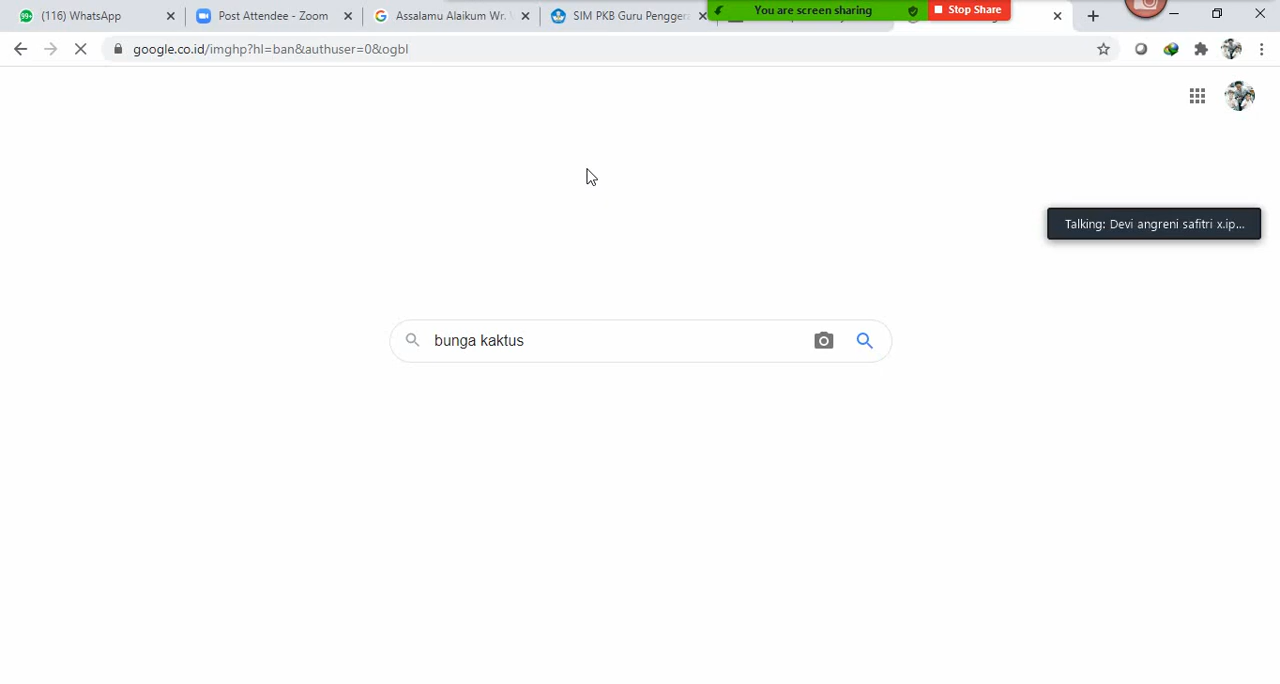 (116) WhatsApp
Post Attendee - Zoom
Assalamu Alaikum Wr.
SIM PKB Guru Pengger
You are screen sharing
Stop Share
google.co.id/imghp?hl=ban&authuser=0&ogbl
Talking: Devi angreni safitri x.ip...
bunga kaktus